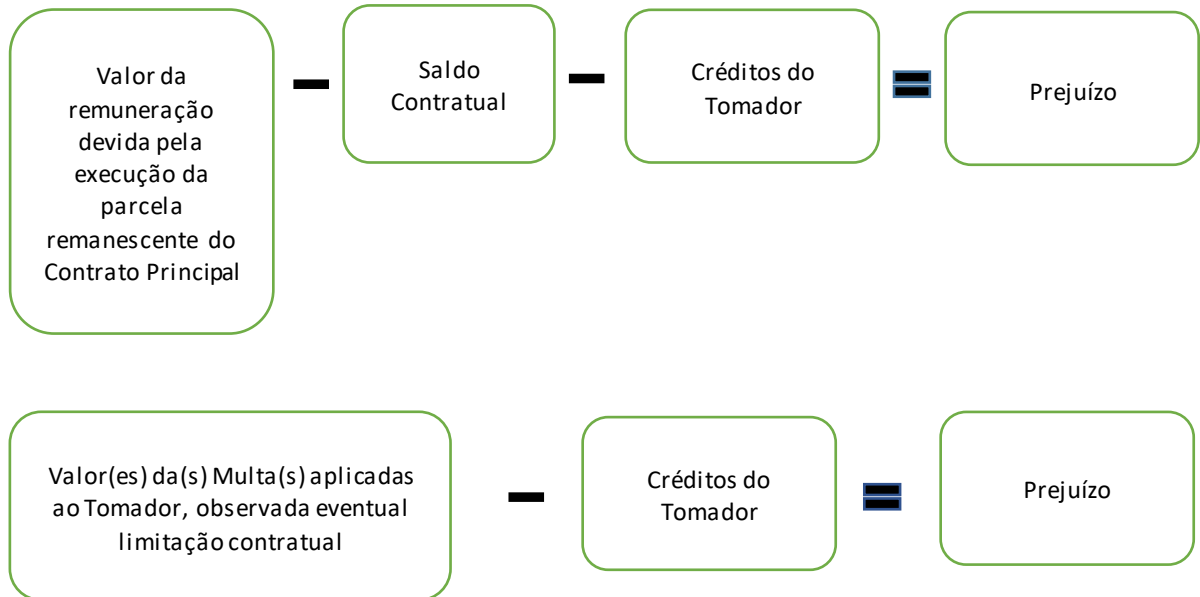 Valor da
remuneração
devida pela
execução da
parcela
remanescente do
Contrato Principal
Saldo
Contratual
Créditos do
Tomador
Prejuízo
Valor(es) da(s) Multa(s) aplicadas
ao Tomador, observada eventual
limitação contratual
Créditos do
Tomador
Prejuízo